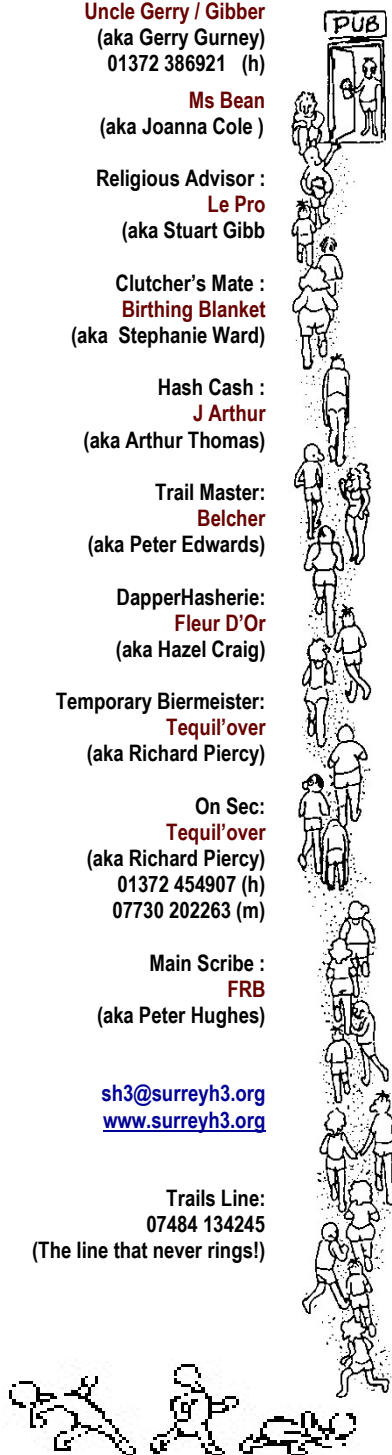 Uncle Gerry / Gibber
(aka Gerry Gurney)
01372 386921 (h)
Ms Bean
(aka Joanna Cole )
Religious Advisor :
Le Pro
(aka Stuart Gibb
Clutcher's Mate :
Birthing Blanket
(aka Stephanie Ward)
Hash Cash :
J Arthur
(aka Arthur Thomas)
Trail Master:
Belcher
(aka Peter Edwards)
DapperHasherie:
Fleur D'Or
(aka Hazel Craig)
Temporary Biermeister:
Tequil'over
(aka Richard Piercy)
On Sec:
Tequil'over
(aka Richard Piercy)
01372 454907 (h)
07730 202263 (m)
Main Scribe :
FRB
(aka Peter Hughes)
sh3@surreyh3.org
www.surreyh3.org
Trails Line:
07484 134245
(The line that never rings!)
PUB